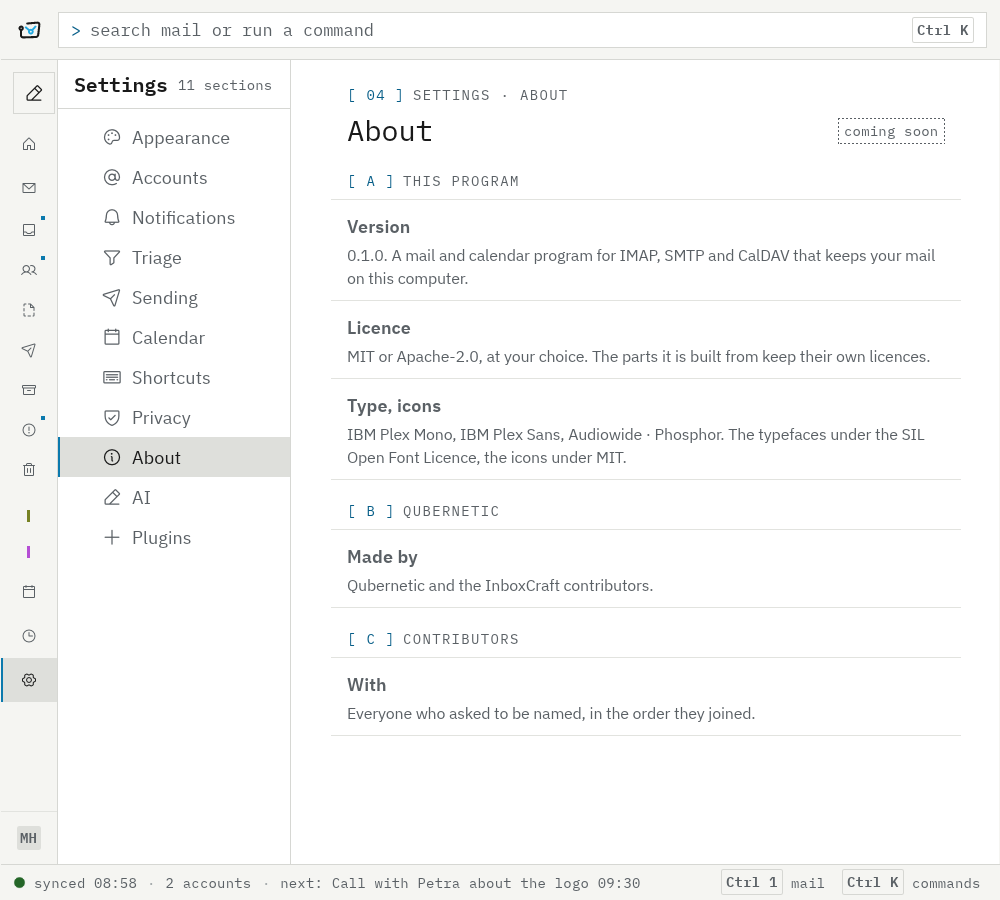 > search mail or run a command Ctrl K
Settings 11 sections
Appearance
Accounts
Notifications
Triage
Sending
Calendar
Shortcuts
Privacy
About
AI
Plugins
MH
[ 04 ] SETTINGS · ABOUT
About
coming soon
[ A ] THIS PROGRAM
Version
0.1.0. A mail and calendar program for IMAP, SMTP and CalDAV that keeps your mail
on this computer.
Licence
MIT or Apache-2.0, at your choice. The parts it is built from keep their own licences.
Type, icons
IBM Plex Mono, IBM Plex Sans, Audiowide · Phosphor. The typefaces under the SIL
Open Font Licence, the icons under MIT.
[ B ] QUBERNETIC
Made by
Qubernetic and the InboxCraft contributors.
[ C ] CONTRIBUTORS
With
Everyone who asked to be named, in the order they joined.
synced 08:58 · 2 accounts · next: Call with Petra about the logo 09:30 Ctrl 1 mail Ctrl K commands